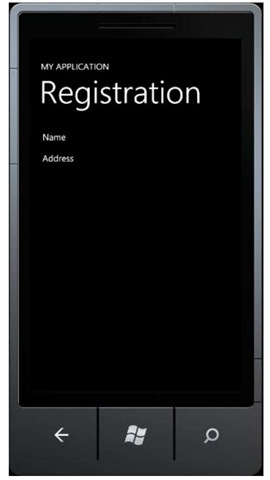 MY APPLICATION
Registration
Name
Address